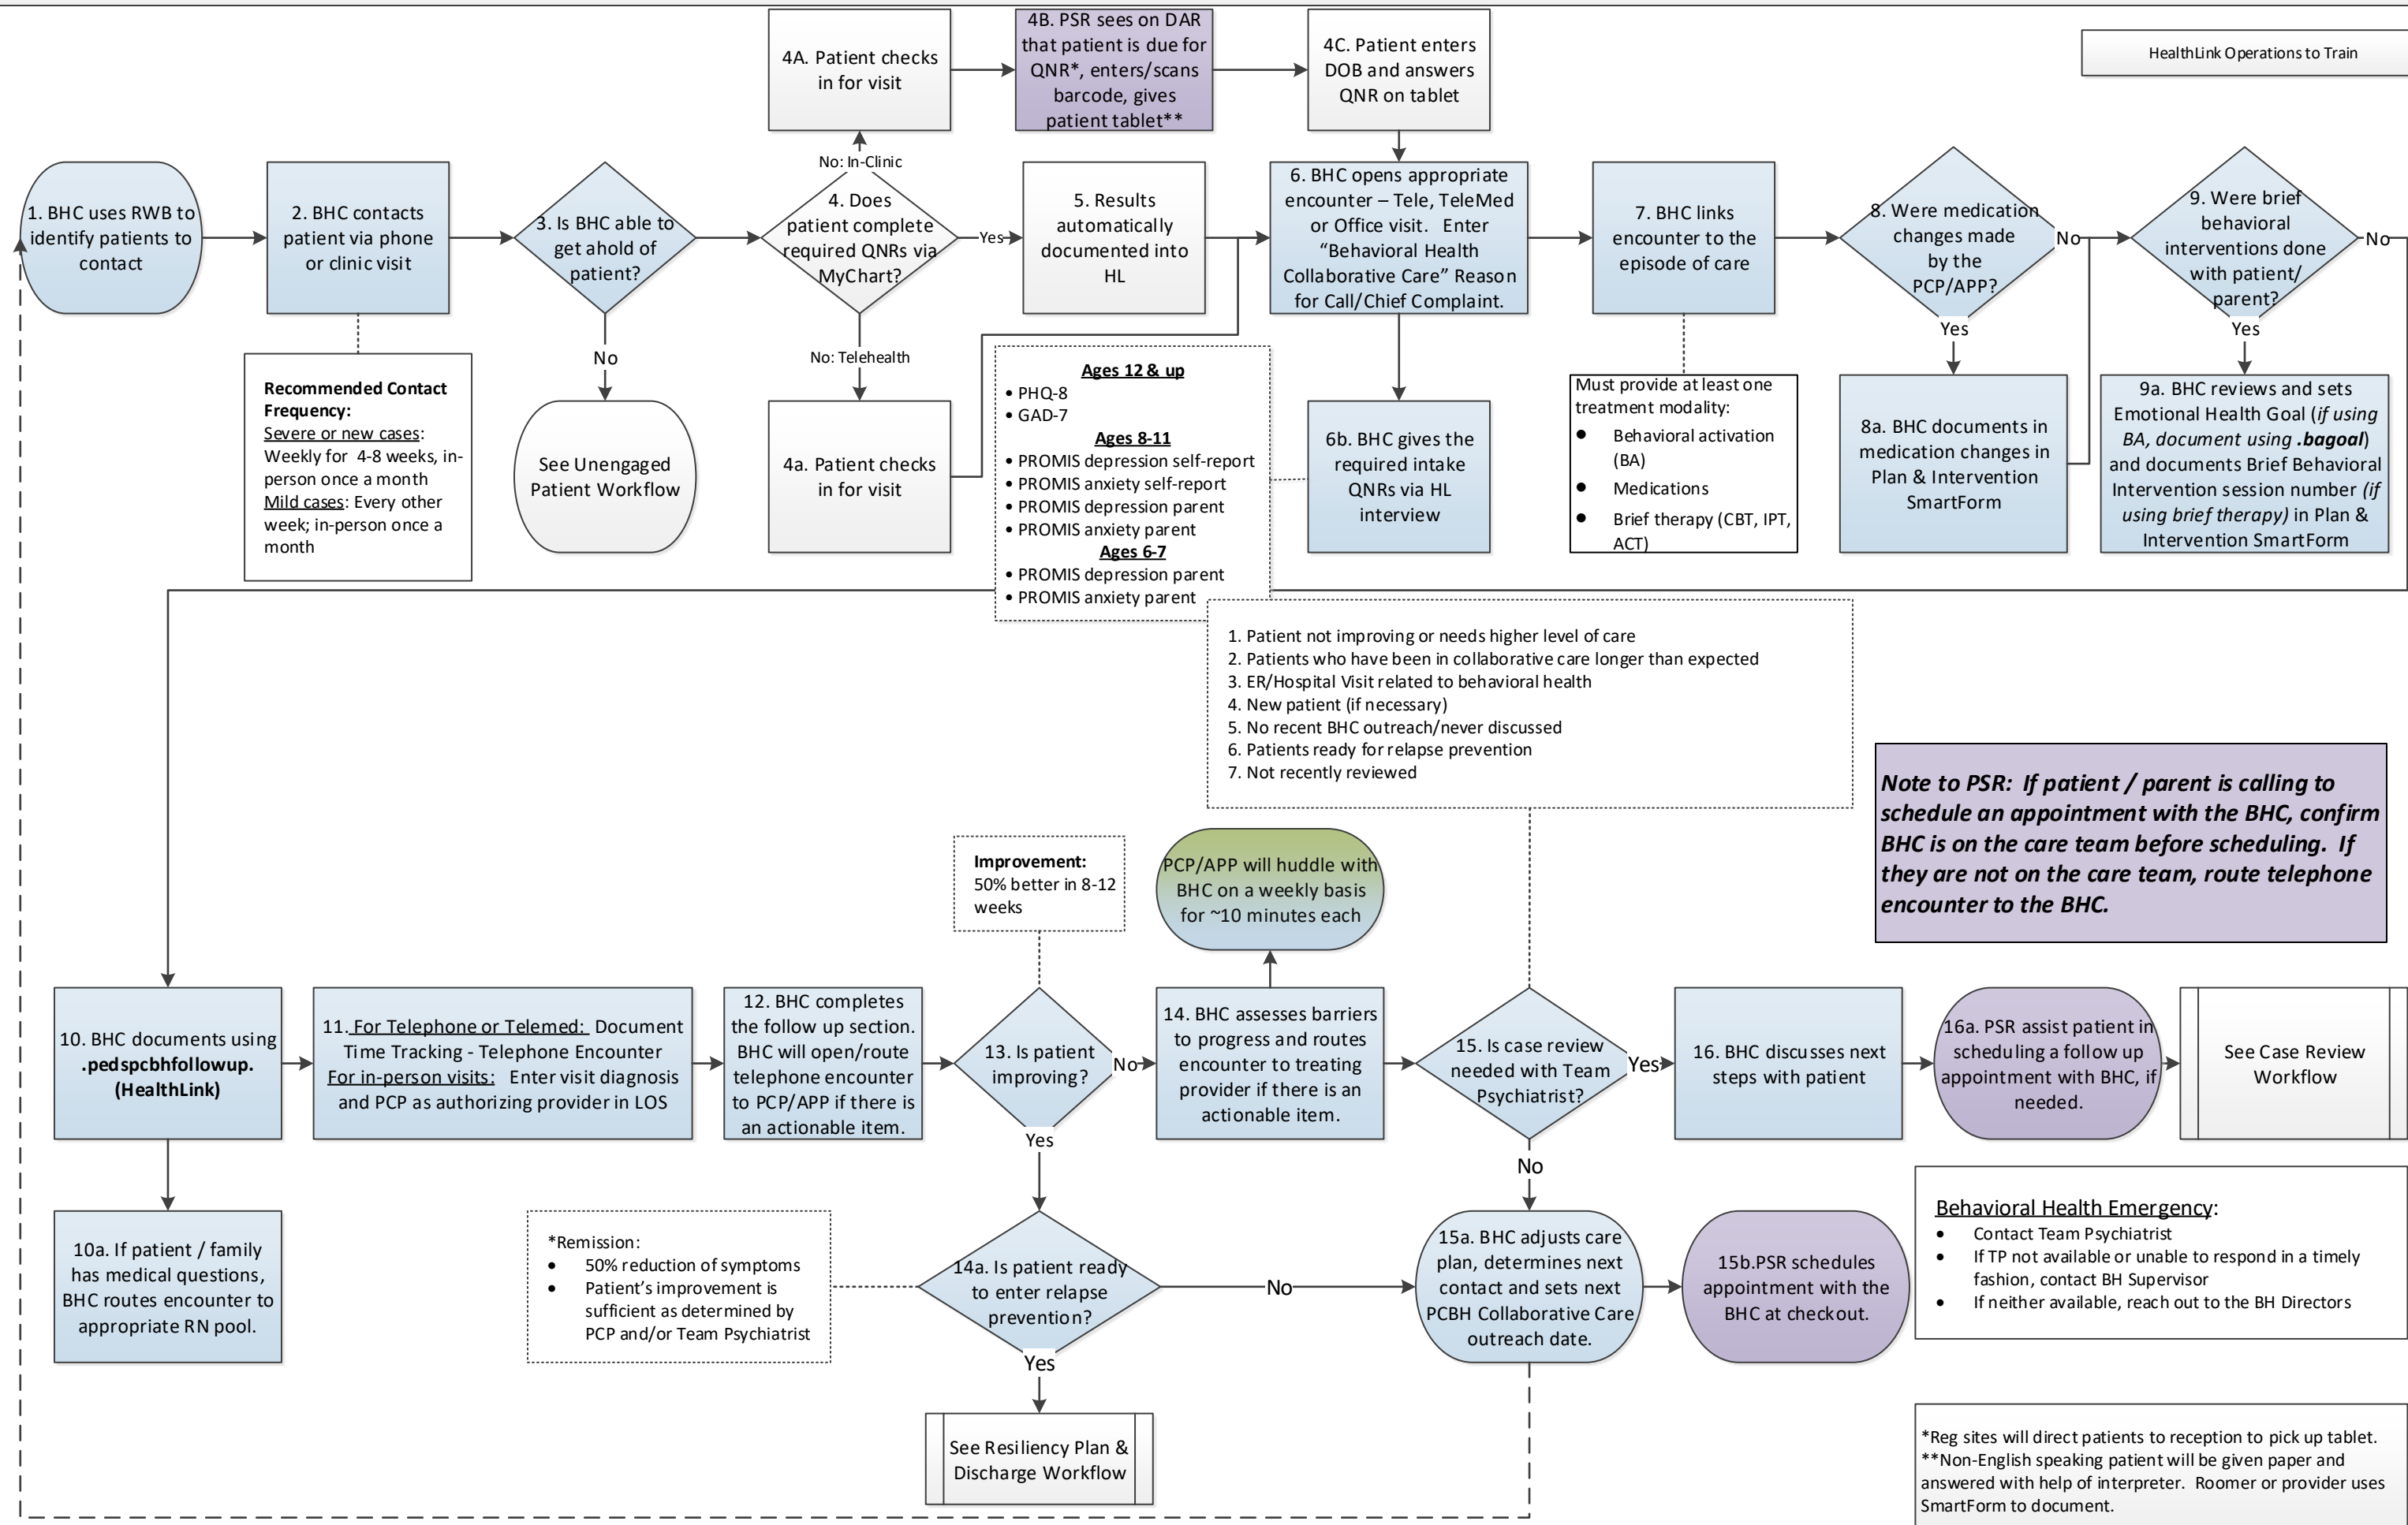 4A. Patient checks
in for visit
4B. PSR sees on DAR
that patient is due for
QNR*, enters/scans
barcode, gives
patient tablet**
4C. Patient enters
DOB and answers
QNR on tablet
HealthLink Operations to Train
1. BHC uses RWB to
identify patients to
contact
2. BHC contacts
patient via phone
or clinic visit
3. Is BHC able to
get ahold of
patient?
No: In-Clinic
4. Does
patient complete
required QNRs via
MyChart?
Yes
5. Results
automatically
documented into
HL
6. BHC opens appropriate
encounter – Tele, TeleMed
or Office visit. Enter
“Behavioral Health
Collaborative Care” Reason
for Call/Chief Complaint.
7. BHC links
encounter to the
episode of care
8. Were medication
changes made
by the
PCP/APP?
No
9. Were brief
behavioral
interventions done
with patient/
parent?
No
No
No: Telehealth
Yes
Yes
Recommended Contact
Frequency:
Severe or new cases:
Weekly for 4-8 weeks, in-
person once a month
Mild cases: Every other
week; in-person once a
month
See Unengaged
Patient Workflow
4a. Patient checks
in for visit
Ages 12 & up
• PHQ-8
• GAD-7
Ages 8-11
• PROMIS depression self-report
• PROMIS anxiety self-report
• PROMIS depression parent
• PROMIS anxiety parent
Ages 6-7
• PROMIS depression parent
• PROMIS anxiety parent
6b. BHC gives the
required intake
QNRs via HL
interview
Must provide at least one
treatment modality:
● Behavioral activation
(BA)
● Medications
● Brief therapy (CBT, IPT,
ACT)
8a. BHC documents in
medication changes in
Plan & Intervention
SmartForm
9a. BHC reviews and sets
Emotional Health Goal (if using
BA, document using .bagoal)
and documents Brief Behavioral
Intervention session number (if
using brief therapy) in Plan &
Intervention SmartForm
1. Patient not improving or needs higher level of care
2. Patients who have been in collaborative care longer than expected
3. ER/Hospital Visit related to behavioral health
4. New patient (if necessary)
5. No recent BHC outreach/never discussed
6. Patients ready for relapse prevention
7. Not recently reviewed
Note to PSR: If patient / parent is calling to
schedule an appointment with the BHC, confirm
BHC is on the care team before scheduling. If
they are not on the care team, route telephone
encounter to the BHC.
Improvement:
50% better in 8-12
weeks
PCP/APP will huddle with
BHC on a weekly basis
for ~10 minutes each
10. BHC documents using
.pedspcbhfollowup.
(HealthLink)
11. For Telephone or Telemed: Document
Time Tracking - Telephone Encounter
For in-person visits: Enter visit diagnosis
and PCP as authorizing provider in LOS
12. BHC completes
the follow up section.
BHC will open/route
telephone encounter
to PCP/APP if there is
an actionable item.
13. Is patient
improving?
No
14. BHC assesses barriers
to progress and routes
encounter to treating
provider if there is an
actionable item.
15. Is case review
needed with Team
Psychiatrist?
Yes
16. BHC discusses next
steps with patient
16a. PSR assist patient in
scheduling a follow up
appointment with BHC, if
needed.
See Case Review
Workflow
Yes
No
10a. If patient / family
has medical questions,
BHC routes encounter to
appropriate RN pool.
*Remission:
• 50% reduction of symptoms
• Patient’s improvement is
sufficient as determined by
PCP and/or Team Psychiatrist
14a. Is patient ready
to enter relapse
prevention?
No
15a. BHC adjusts care
plan, determines next
contact and sets next
PCBH Collaborative Care
outreach date.
15b.PSR schedules
appointment with the
BHC at checkout.
Behavioral Health Emergency:
• Contact Team Psychiatrist
• If TP not available or unable to respond in a timely
fashion, contact BH Supervisor
• If neither available, reach out to the BH Directors
Yes
See Resiliency Plan &
Discharge Workflow
*Reg sites will direct patients to reception to pick up tablet.
**Non-English speaking patient will be given paper and
answered with help of interpreter. Roomer or provider uses
SmartForm to document.